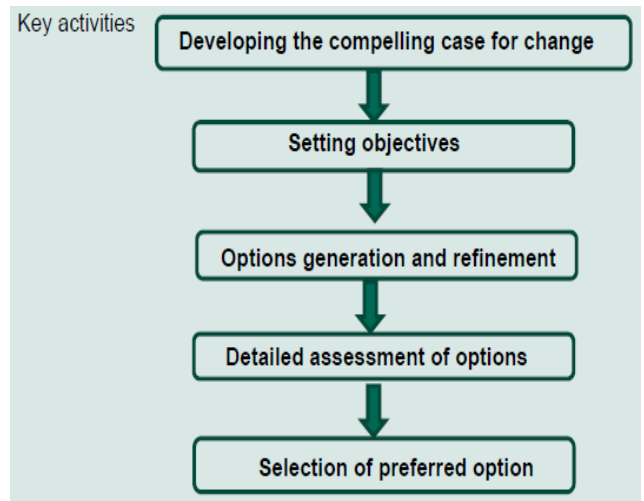 Key activities
Developing the compelling case for change
Setting objectives
Options generation and refinement
Detailed assessment of options
Selection of preferred option